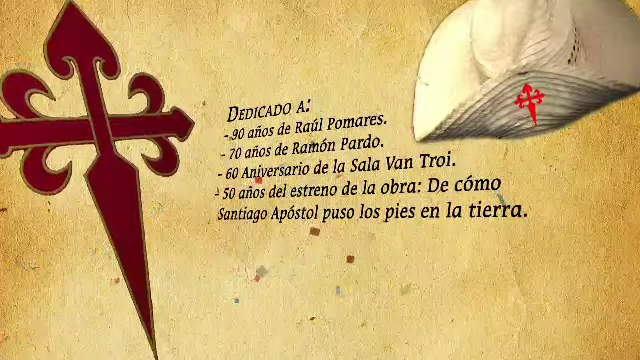 DEDICADO A:
- 90 años de Raúl Pomares.
- 70 años de Ramón Pardo.
- 60 Aniversario de la Sala Van Troi.
- 50 años del estreno de la obra: De cómo
Santiago Apóstol puso los pies en la tierra.